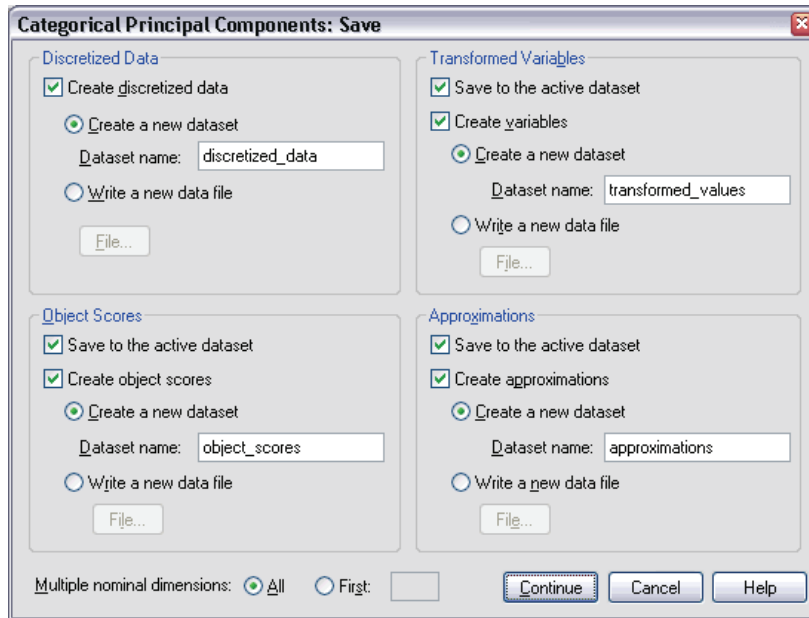 Categorical Principal Components: Save
Discretized Data
Create discretized data
Create a new dataset
Dataset name: discretized_data
Write a new data file
File...
Transformed Variables
Save to the active dataset
Create variables
Create a new dataset
Dataset name: transformed_values
Write a new data file
File...
Object Scores
Save to the active dataset
Create object scores
Create a new dataset
Dataset name: object_scores
Write a new data file
File...
Approximations
Save to the active dataset
Create approximations
Create a new dataset
Dataset name: approximations
Write a new data file
File...
Multiple nominal dimensions: All First:
Continue Cancel Help